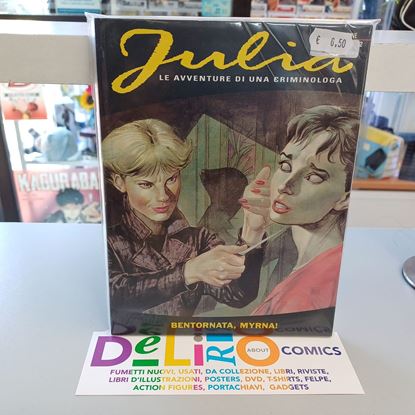 Julia
€ 6,50
LE AVVENTURE DI UNA CRIMINOLOGA
KAGURABA
BENTORNATA, MYRNA!
DeLiRiO
ABOUT
COMICS
FUMETTI NUOVI, USATI, DA COLLEZIONE, LIBRI, RIVISTE,
LIBRI D'ILLUSTRAZIONI, POSTERS, DVD, T-SHIRTS, FELPE,
ACTION FIGURES, PORTACHIAVI, GADGETS